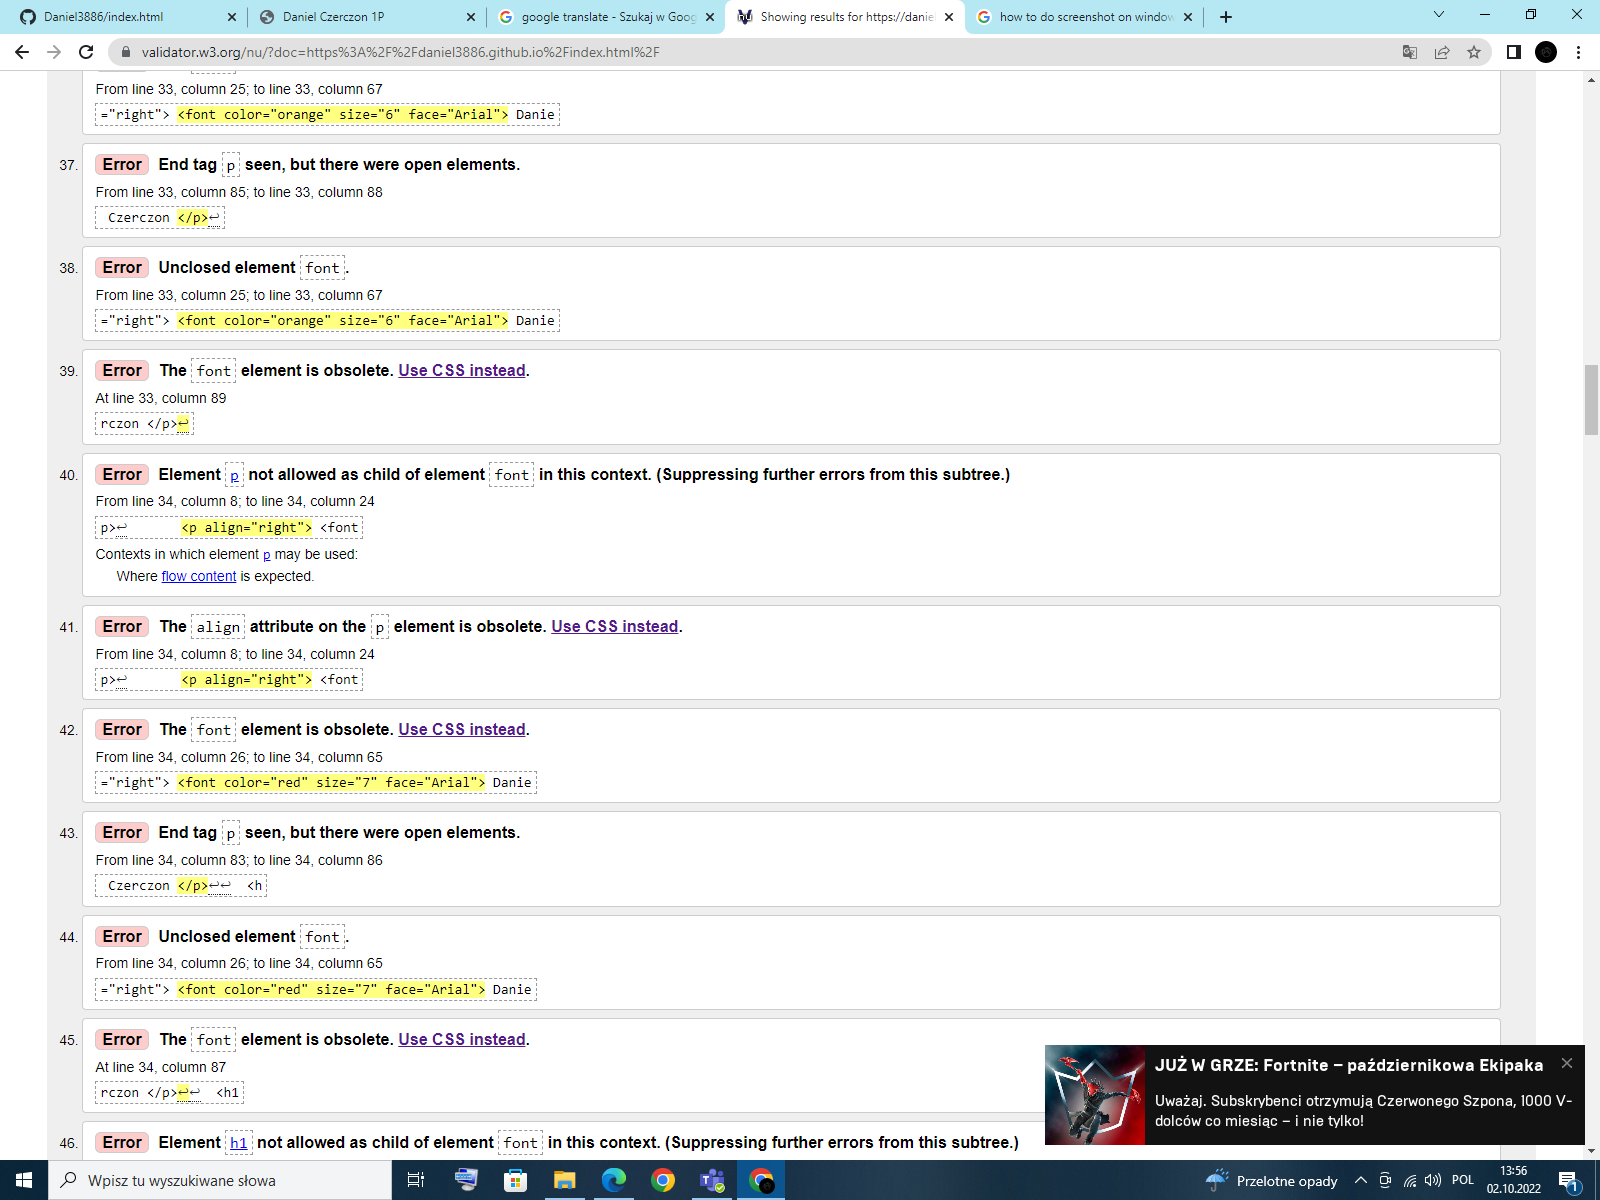 Daniel3886/index.html
Daniel Czerczon 1P
google translate - Szukaj w Goog
Showing results for https://daniel
how to do screenshot on window
validator.w3.org/nu/?doc=https%3A%2F%2Fdaniel3886.github.io%2Findex.html%2F
From line 33, column 25; to line 33, column 67
="right"> <font color="orange" size="6" face="Arial"> Danie
37. Error End tag p seen, but there were open elements.
From line 33, column 85; to line 33, column 88
Czerczon </p>↩
38. Error Unclosed element font.
From line 33, column 25; to line 33, column 67
="right"> <font color="orange" size="6" face="Arial"> Danie
39. Error The font element is obsolete. Use CSS instead.
At line 33, column 89
rczon </p>↩
40. Error Element p not allowed as child of element font in this context. (Suppressing further errors from this subtree.)
From line 34, column 8; to line 34, column 24
p>↩ <p align="right"> <font
Contexts in which element p may be used:
Where flow content is expected.
41. Error The align attribute on the p element is obsolete. Use CSS instead.
From line 34, column 8; to line 34, column 24
p>↩ <p align="right"> <font
42. Error The font element is obsolete. Use CSS instead.
From line 34, column 26; to line 34, column 65
="right"> <font color="red" size="7" face="Arial"> Danie
43. Error End tag p seen, but there were open elements.
From line 34, column 83; to line 34, column 86
Czerczon </p>↩↩ <h
44. Error Unclosed element font.
From line 34, column 26; to line 34, column 65
="right"> <font color="red" size="7" face="Arial"> Danie
45. Error The font element is obsolete. Use CSS instead.
At line 34, column 87
rczon </p>↩↩ <h1
46. Error Element h1 not allowed as child of element font in this context. (Suppressing further errors from this subtree.)
JUŻ W GRZE: Fortnite – październikowa Ekipaka
Uważaj. Subskrybenci otrzymują Czerwonego Szpona, 1000 V-
dolców co miesiąc – i nie tylko!
Wpisz tu wyszukiwane słowa
Przelotne opady
POL
13:56
02.10.2022
1